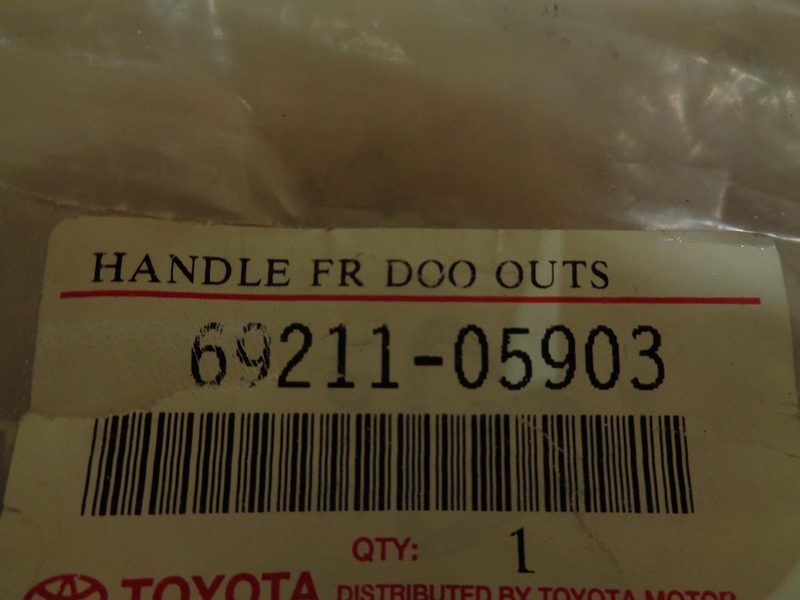 HANDLE FR DOO OUTS
69211-05903
QTY: 1
TOYOTA DISTRIBUTED BY TOYOTA MOTOR